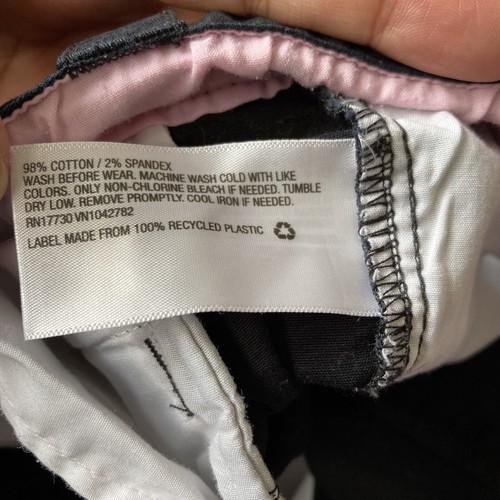 98% COTTON / 2% SPANDEX
WASH BEFORE WEAR. MACHINE WASH COLD WITH LIKE
COLORS. ONLY NON-CHLORINE BLEACH IF NEEDED. TUMBLE
DRY LOW. REMOVE PROMPTLY. COOL IRON IF NEEDED.
RN17730 VN1042782
LABEL MADE FROM 100% RECYCLED PLASTIC